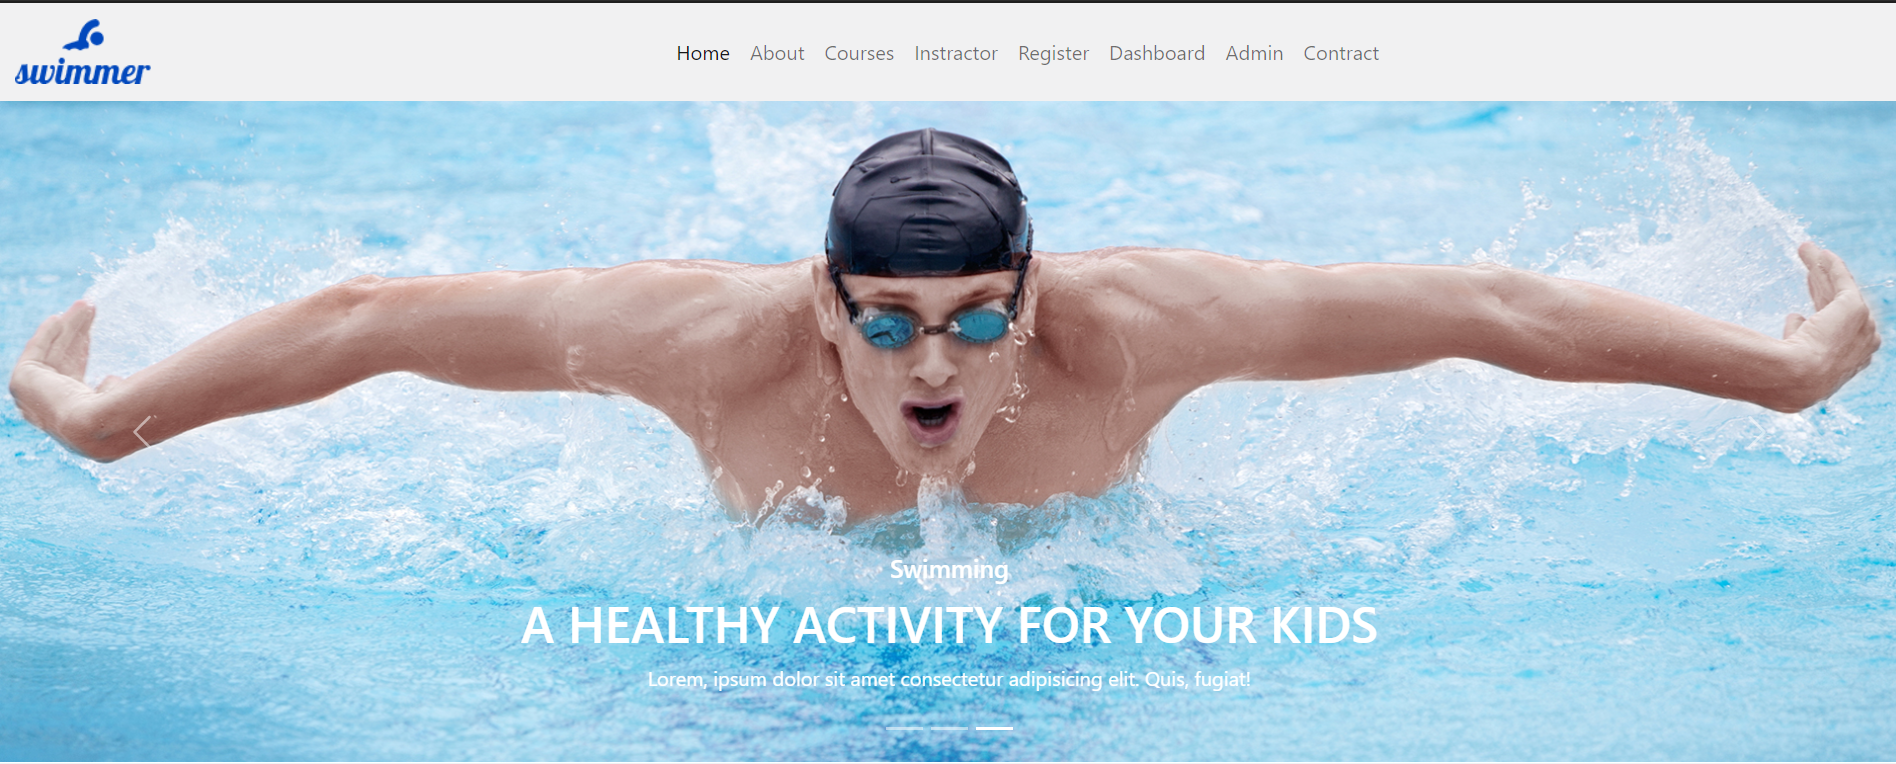 swimmer
Home About Courses Instructor Register Dashboard Admin Contract
Swimming
A HEALTHY ACTIVITY FOR YOUR KIDS
Lorem, ipsum dolor sit amet consectetur adipisicing elit. Quis, fugiat!